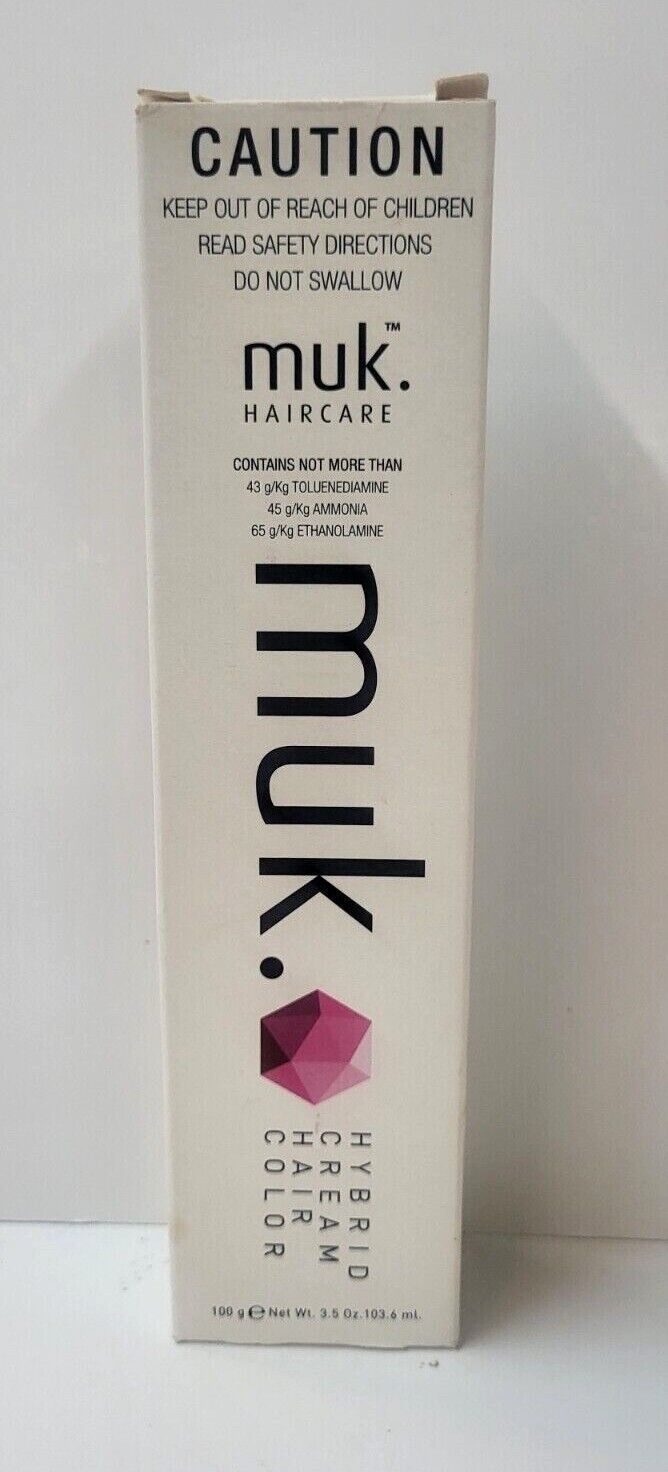 CAUTION
KEEP OUT OF REACH OF CHILDREN
READ SAFETY DIRECTIONS
DO NOT SWALLOW
muk.™
HAIRCARE
CONTAINS NOT MORE THAN
43 g/Kg TOLUENEDIAMINE
45 g/Kg AMMONIA
65 g/Kg ETHANOLAMINE
muk.
HYBRID
CREAM
HAIR
COLOR
100 g ℮ Net Wt. 3.5 Oz.103.6 ml.